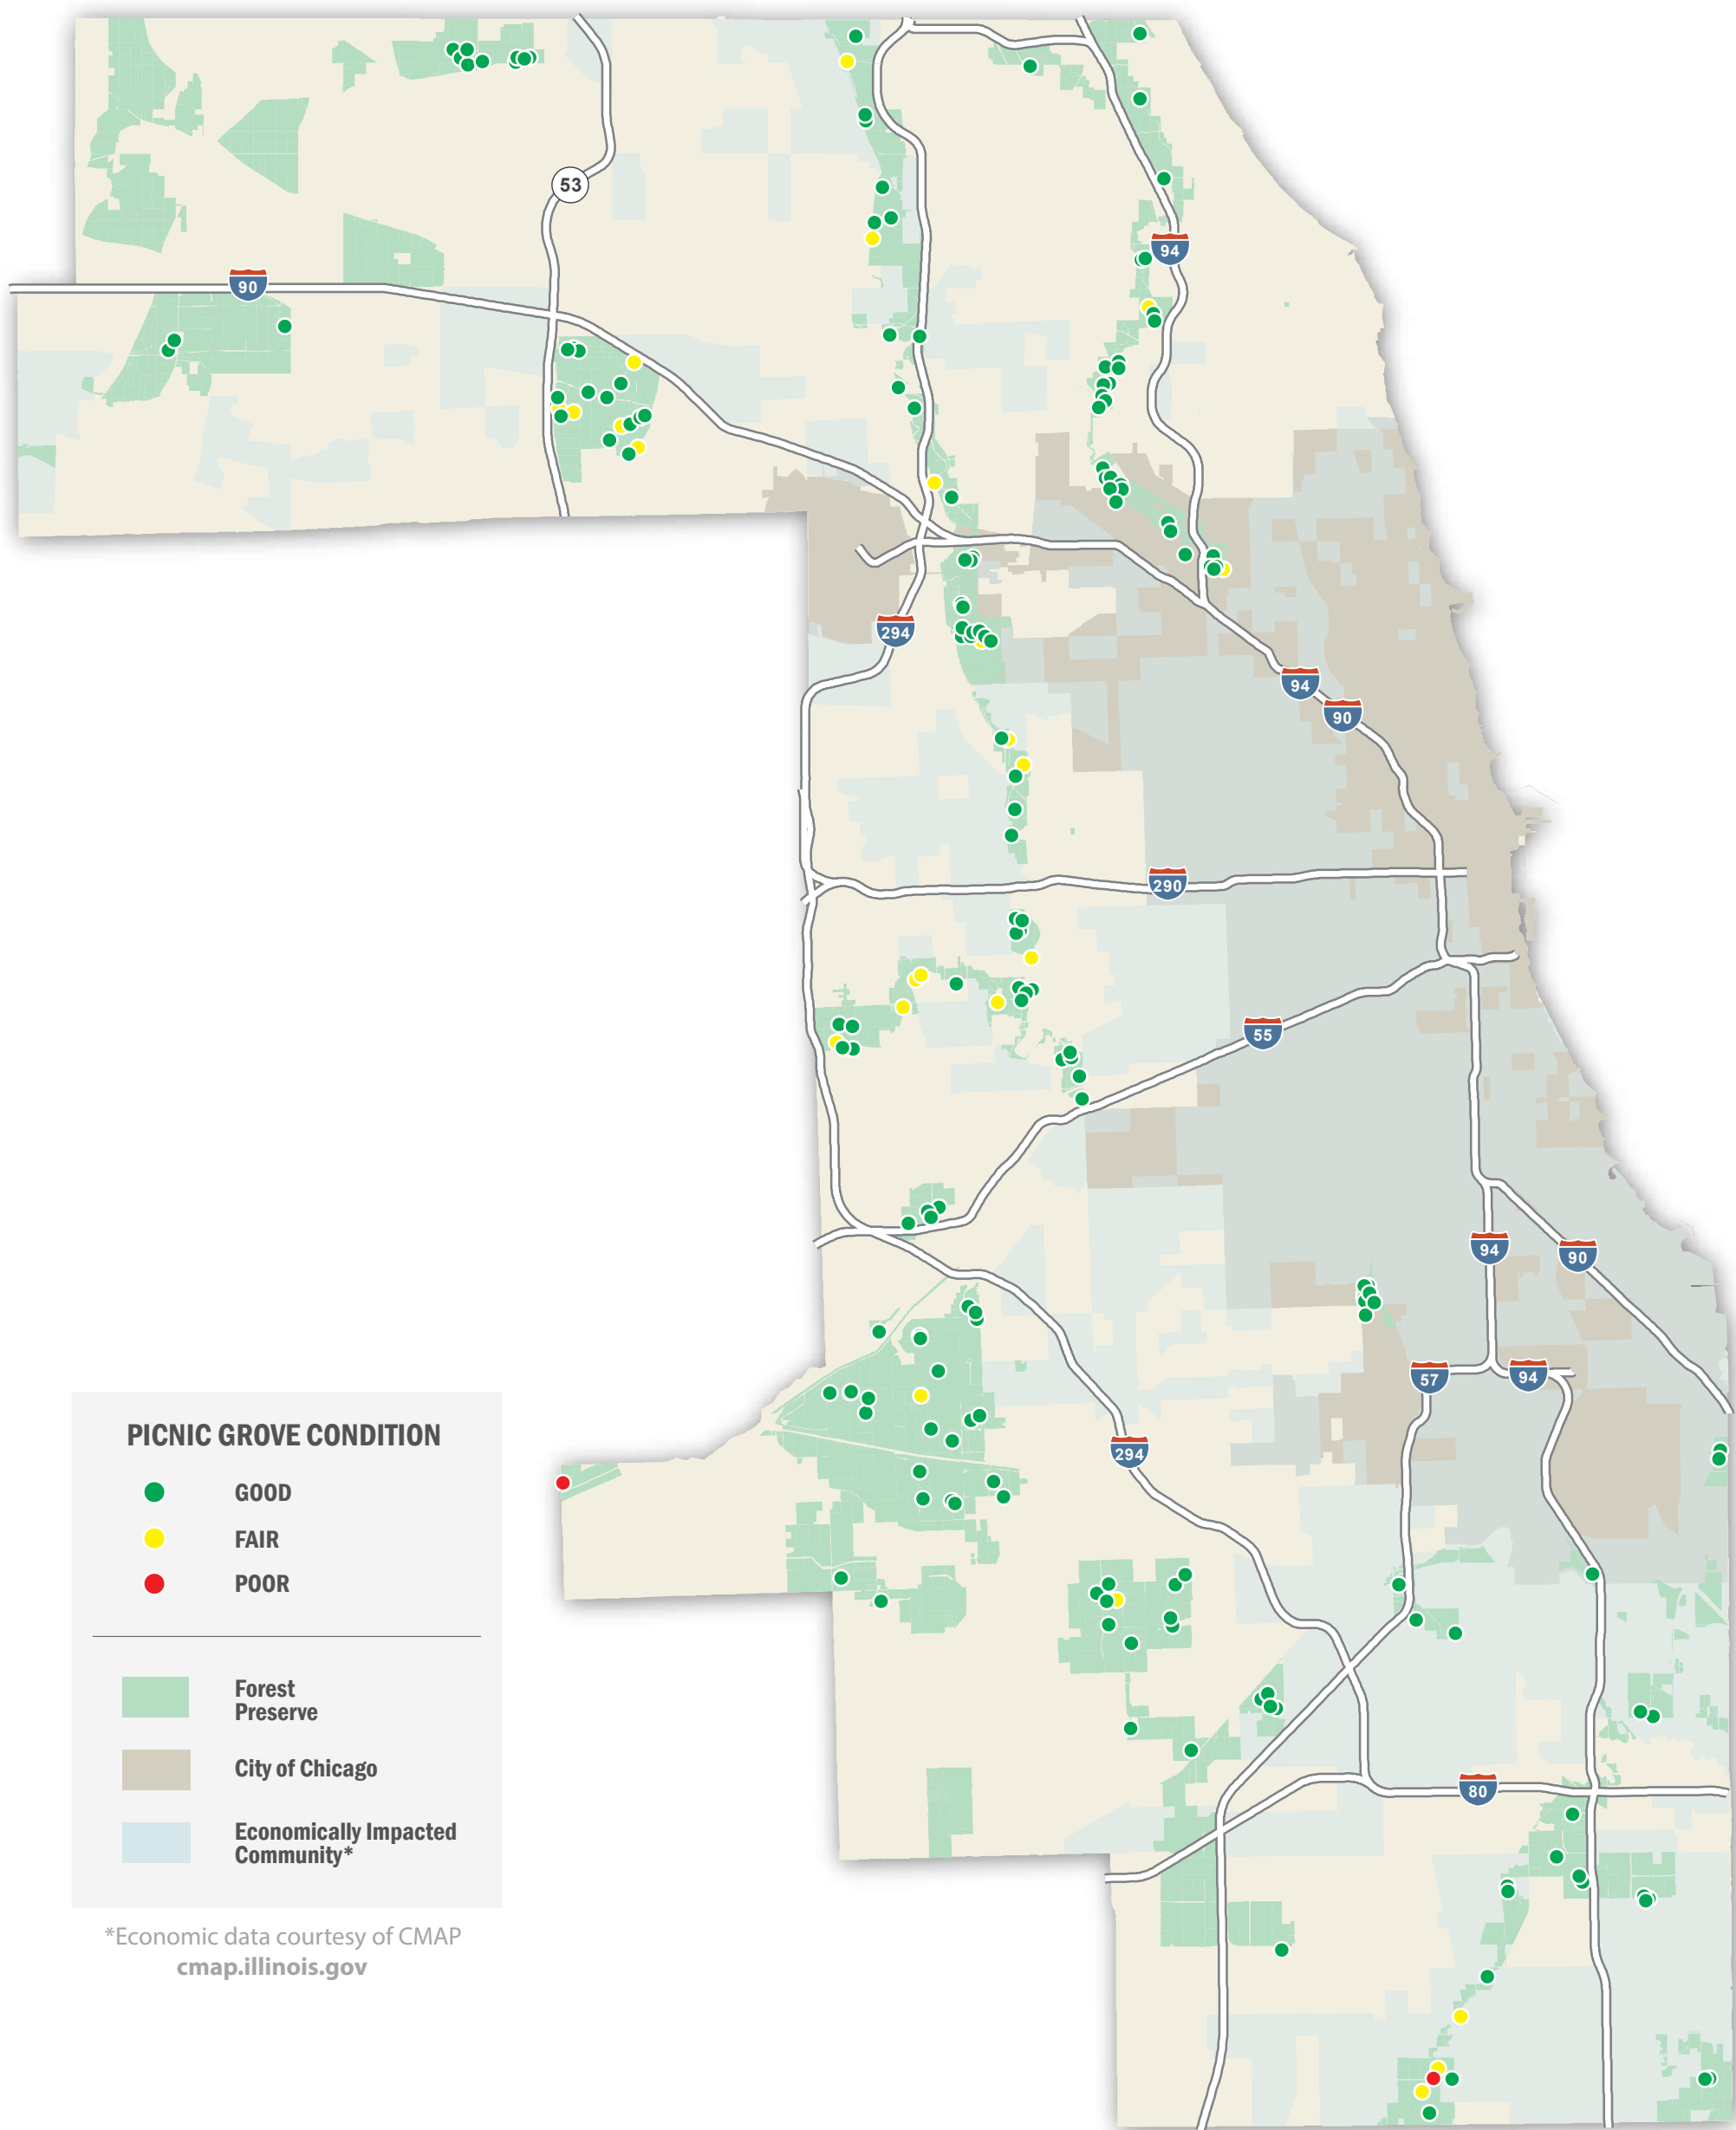 53
94
90
294
94
90
290
55
94
90
57
94
294
PICNIC GROVE CONDITION
GOOD
FAIR
POOR
Forest
Preserve
City of Chicago
80
Economically Impacted
Community*
*Economic data courtesy of CMAP
cmap.illinois.gov